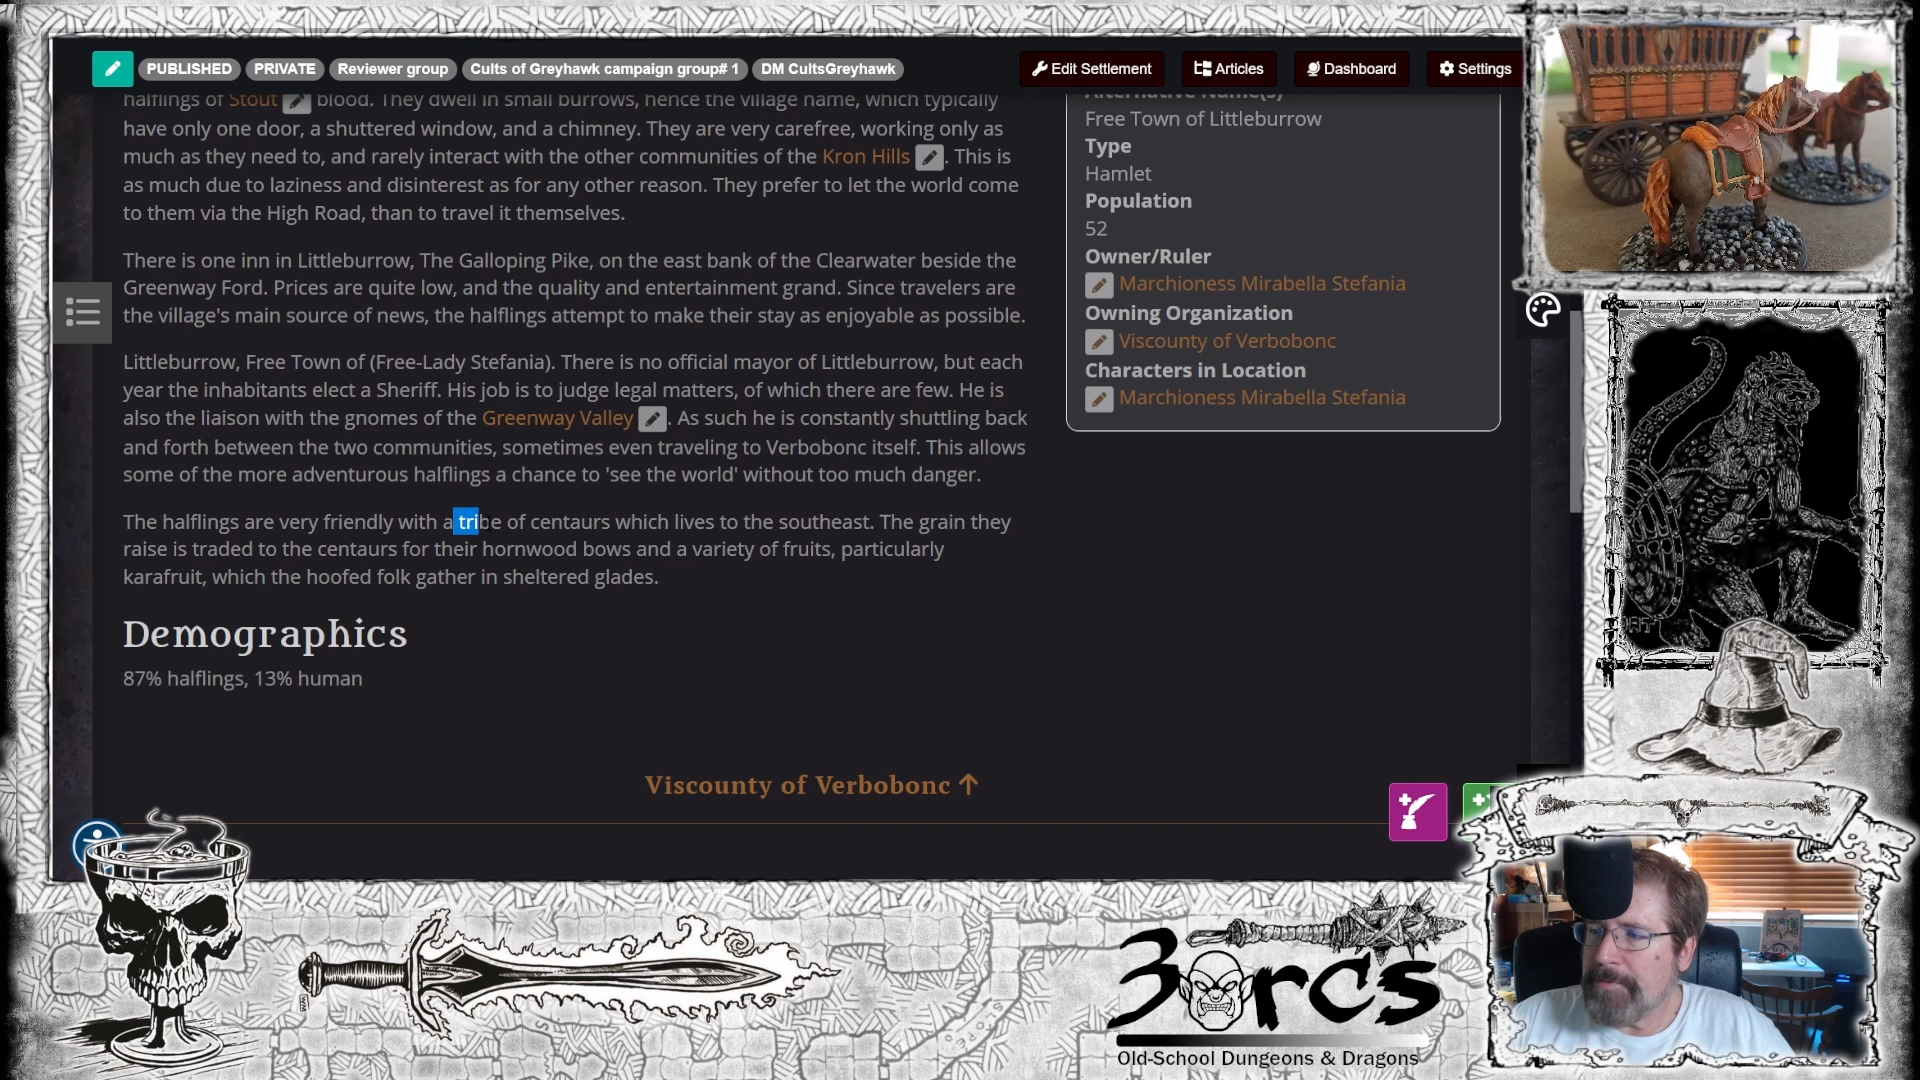 PUBLISHED PRIVATE Reviewer group Cults of Greyhawk campaign group# 1 DM CultsGreyhawk Edit Settlement Articles Dashboard Settings
halflings of Stout blood. They dwell in small burrows, hence the village name, which typically
have only one door, a shuttered window, and a chimney. They are very carefree, working only as
much as they need to, and rarely interact with the other communities of the Kron Hills . This is
as much due to laziness and disinterest as for any other reason. They prefer to let the world come
to them via the High Road, than to travel it themselves.
There is one inn in Littleburrow, The Galloping Pike, on the east bank of the Clearwater beside the
Greenway Ford. Prices are quite low, and the quality and entertainment grand. Since travelers are
the village's main source of news, the halflings attempt to make their stay as enjoyable as possible.
Littleburrow, Free Town of (Free-Lady Stefania). There is no official mayor of Littleburrow, but each
year the inhabitants elect a Sheriff. His job is to judge legal matters, of which there are few. He is
also the liaison with the gnomes of the Greenway Valley . As such he is constantly shuttling back
and forth between the two communities, sometimes even traveling to Verbobonc itself. This allows
some of the more adventurous halflings a chance to 'see the world' without too much danger.
The halflings are very friendly with a tribe of centaurs which lives to the southeast. The grain they
raise is traded to the centaurs for their hornwood bows and a variety of fruits, particularly
karafruit, which the hoofed folk gather in sheltered glades.
Demographics
87% halflings, 13% human
Viscounty of Verbobonc ↑
Alternative Name(s)
Free Town of Littleburrow
Type
Hamlet
Population
52
Owner/Ruler
Marchioness Mirabella Stefania
Owning Organization
Viscounty of Verbobonc
Characters in Location
Marchioness Mirabella Stefania
3 orcs
Old-School Dungeons & Dragons